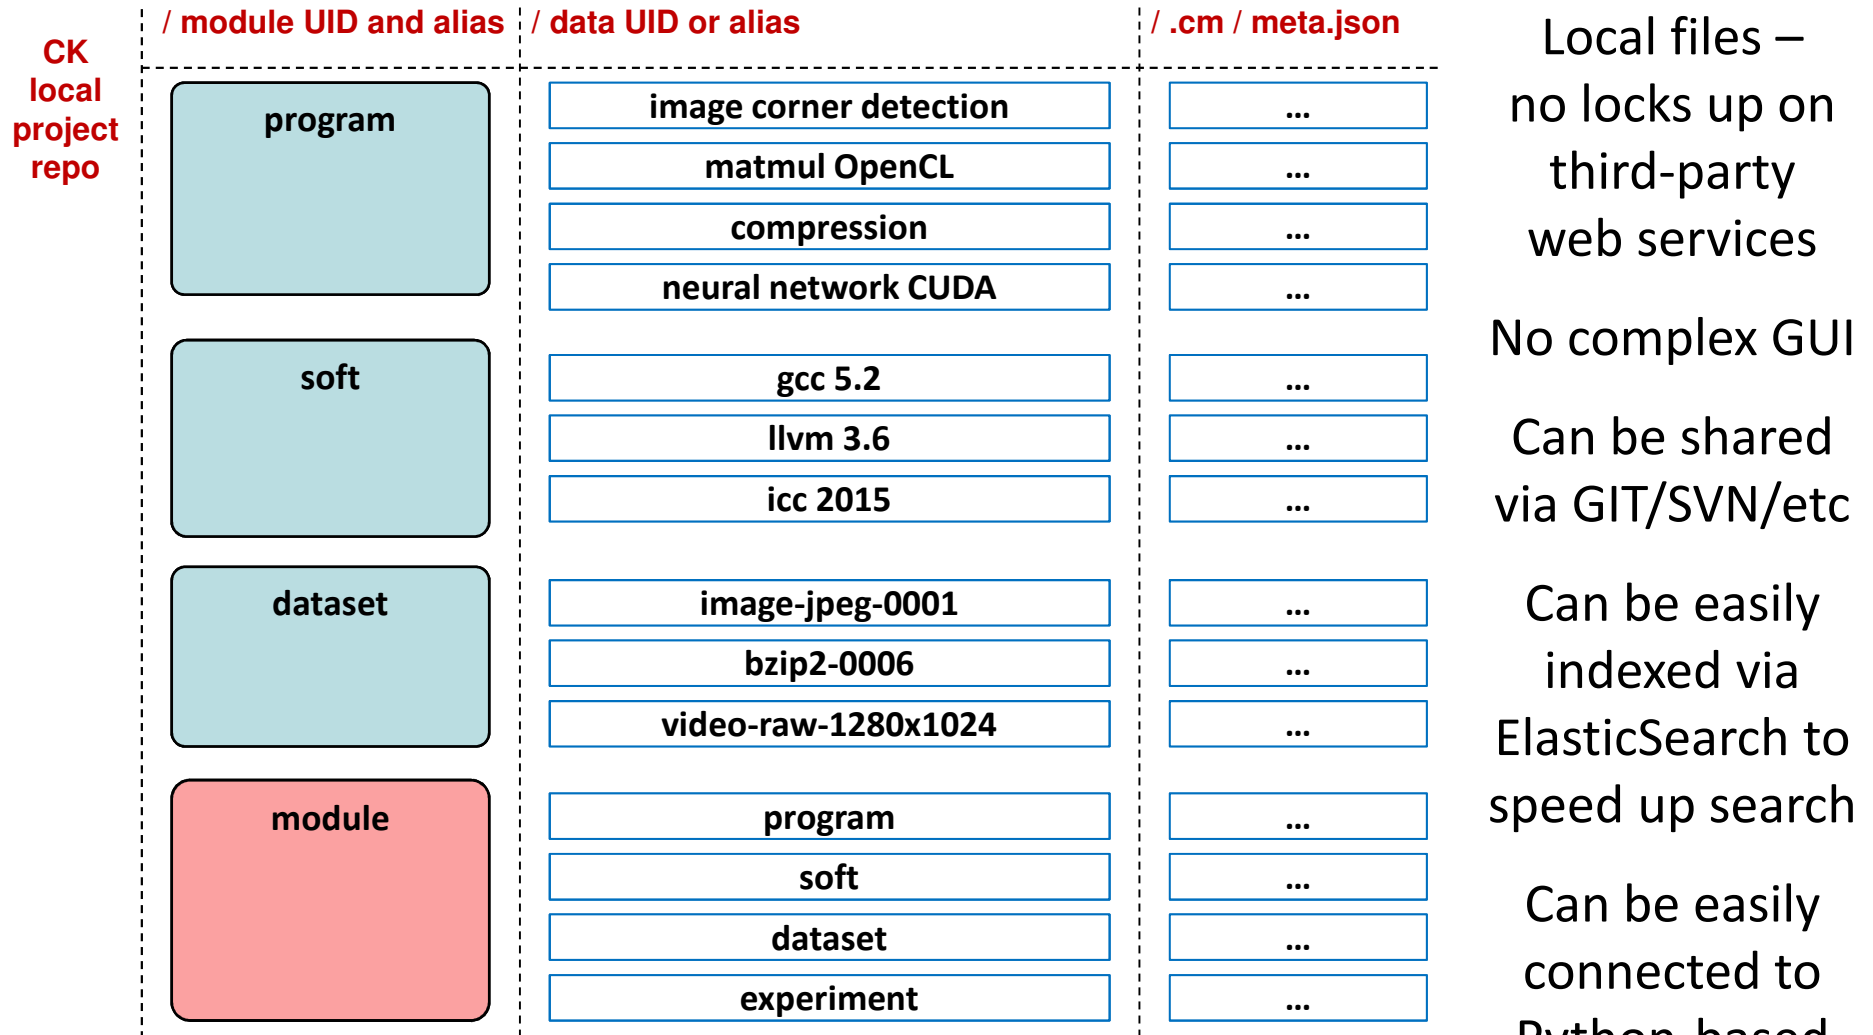 CK
local
project
repo
/ module UID and alias
/ data UID or alias
/ .cm / meta.json
program
image corner detection
...
matmul OpenCL
...
compression
...
neural network CUDA
...
soft
gcc 5.2
...
llvm 3.6
...
icc 2015
...
dataset
image-jpeg-0001
...
bzip2-0006
...
video-raw-1280x1024
...
module
program
...
soft
...
dataset
...
experiment
...
Local files –
no locks up on
third-party
web services
No complex GUI
Can be shared
via GIT/SVN/etc
Can be easily
indexed via
ElasticSearch to
speed up search
Can be easily
connected to
Python-based